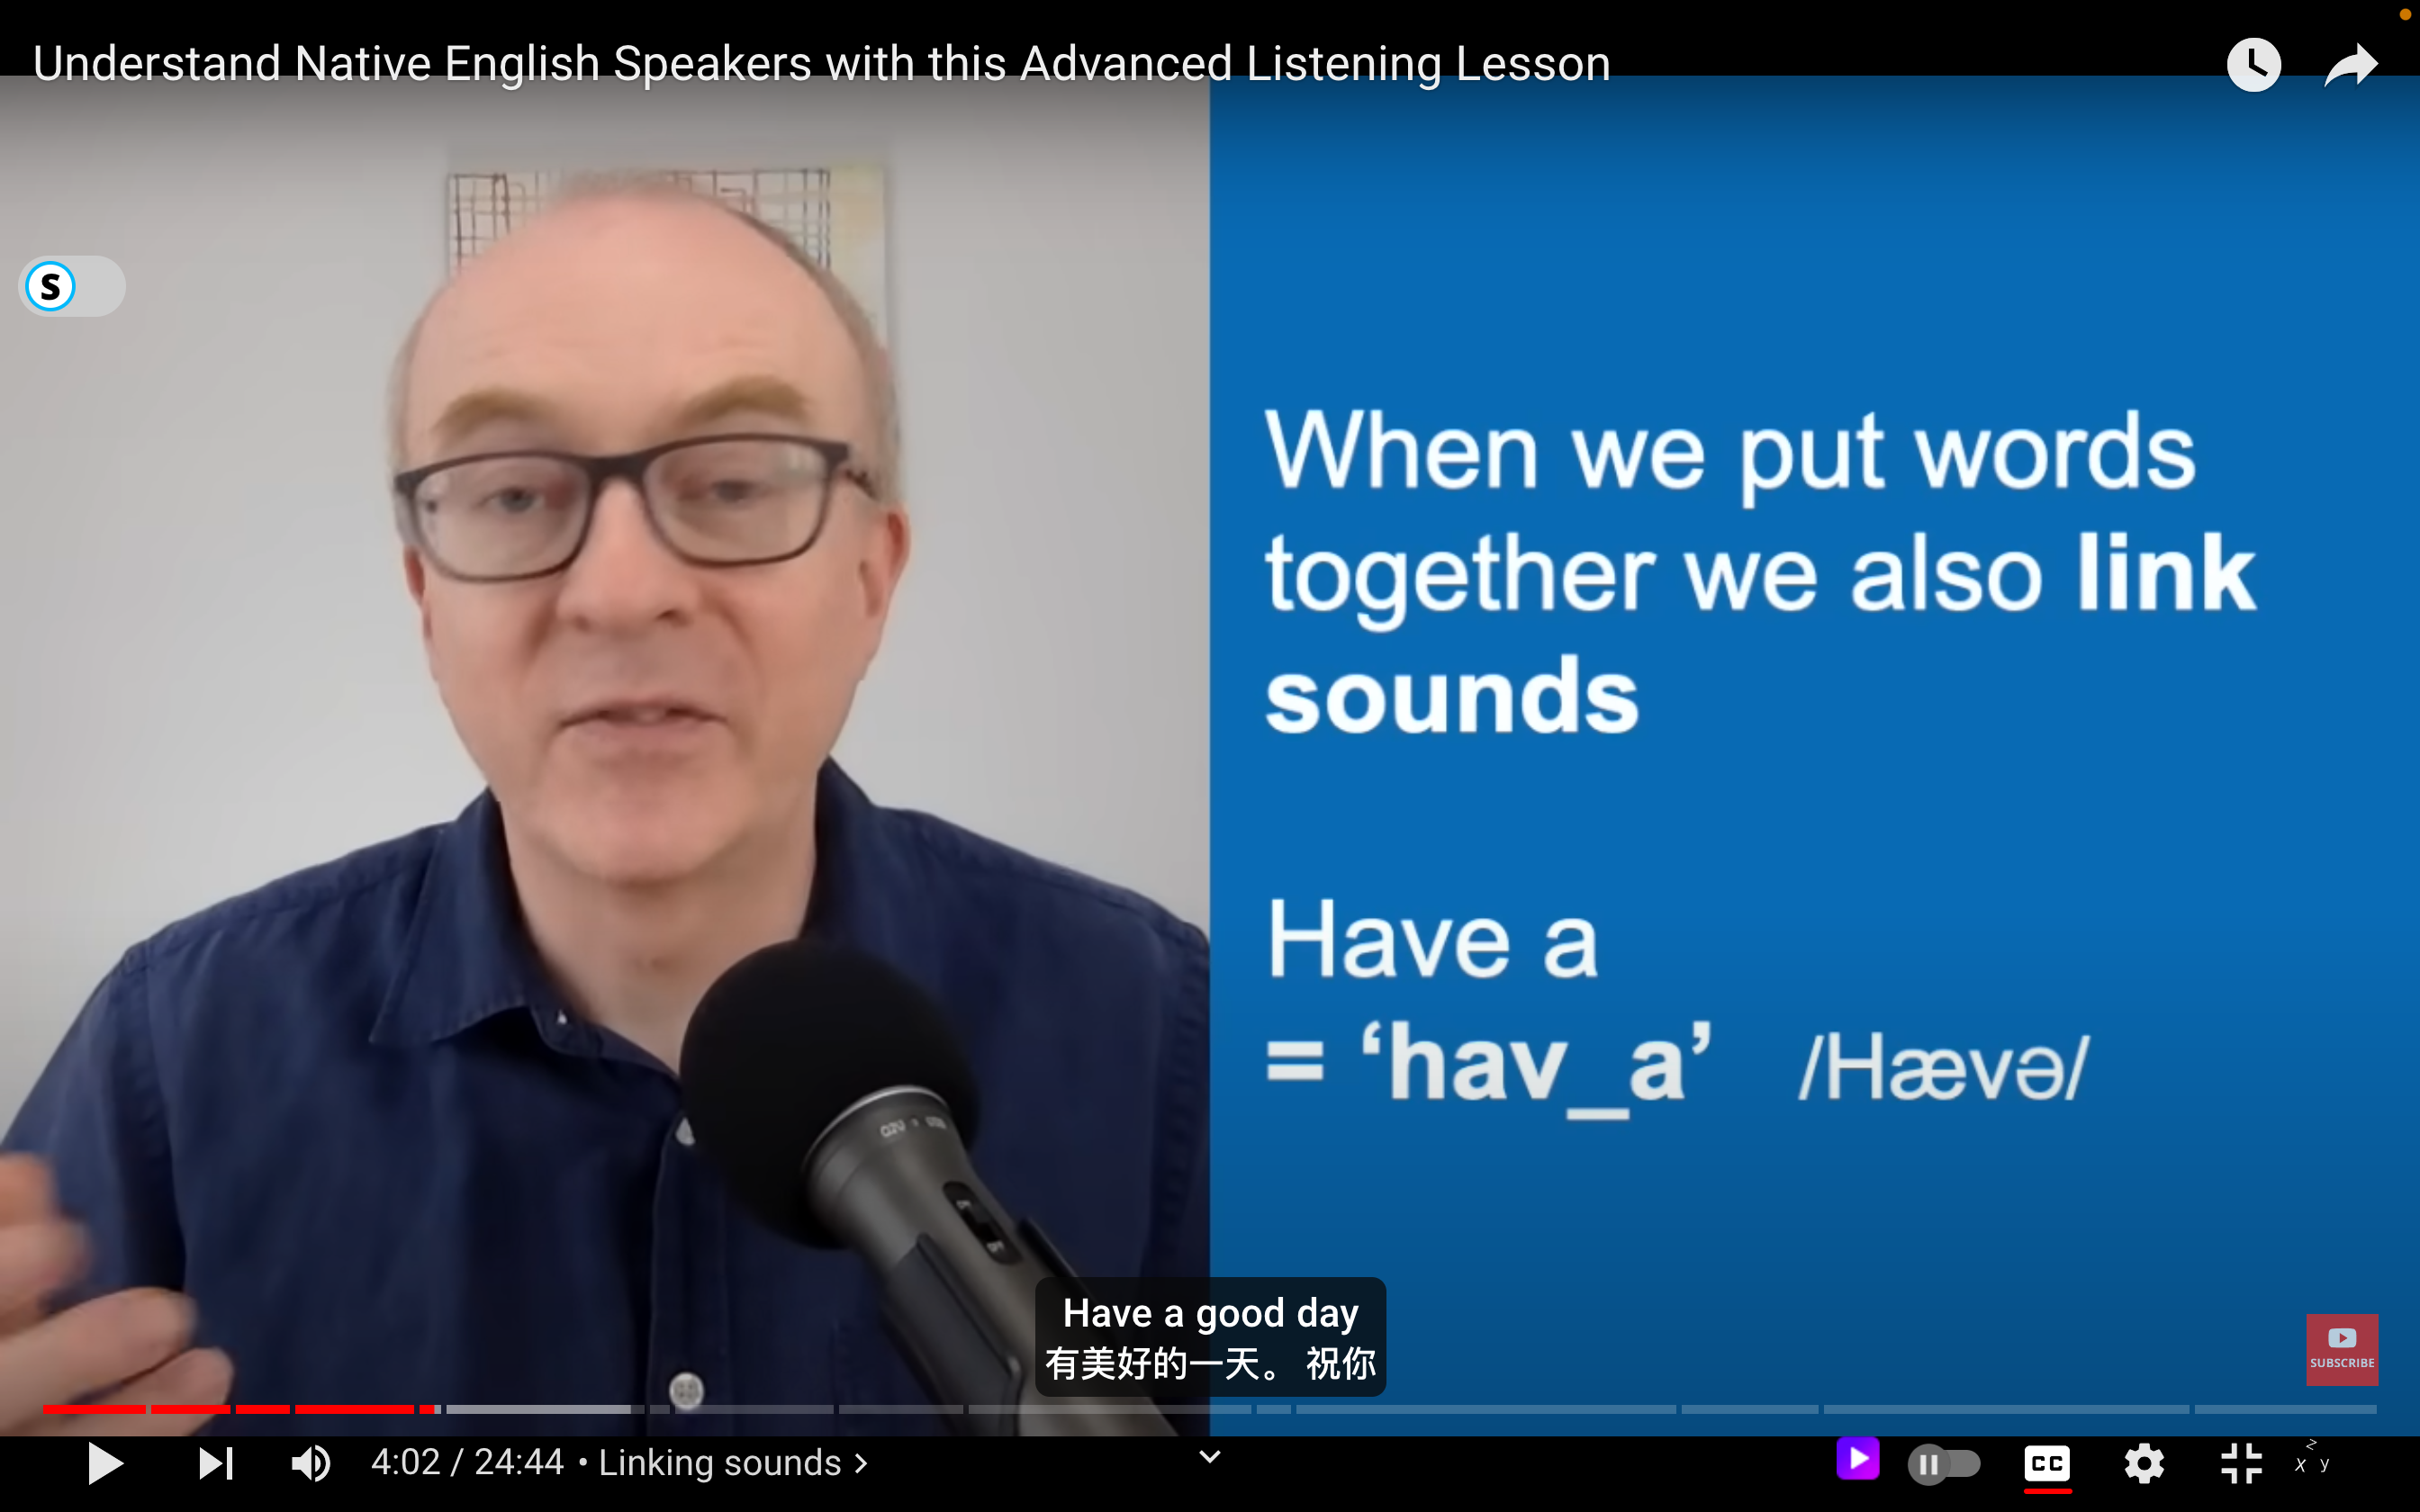 Understand Native English Speakers with this Advanced Listening Lesson
S
When we put words
together we also link
sounds
Have a
= ‘hav_a’ /Hævə/
Have a good day
有美好的一天。 祝你
SUBSCRIBE
4:02 / 24:44 • Linking sounds >
CC
> x y